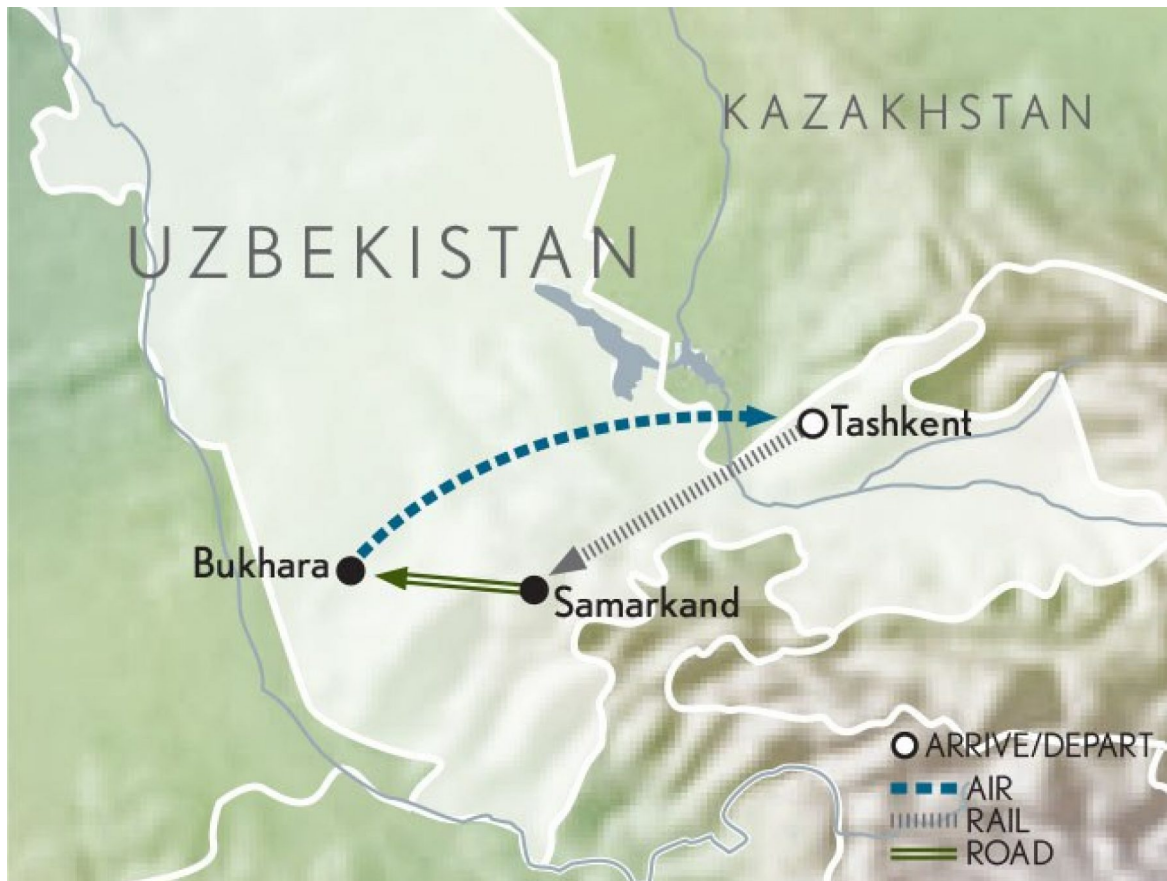 KAZAKHSTAN
UZBEKISTAN
Tashkent
Bukhara
Samarkand
ARRIVE/DEPART
AIR
RAIL
ROAD